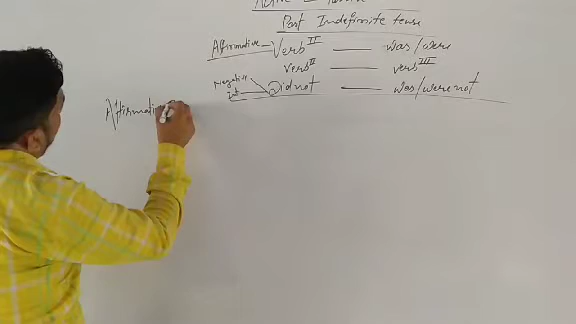 Past Indefinite tense
Affirmative - Verb II — was/were
verb II — verb III
Negative
Int. Did not — was/were not
Affirmati